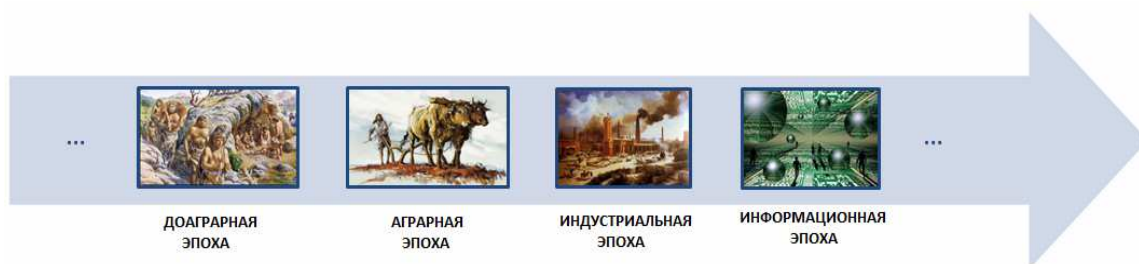 ...
...
ДОАГРАРНАЯ
ЭПОХА
АГРАРНАЯ
ЭПОХА
ИНДУСТРИАЛЬНАЯ
ЭПОХА
ИНФОРМАЦИОННАЯ
ЭПОХА